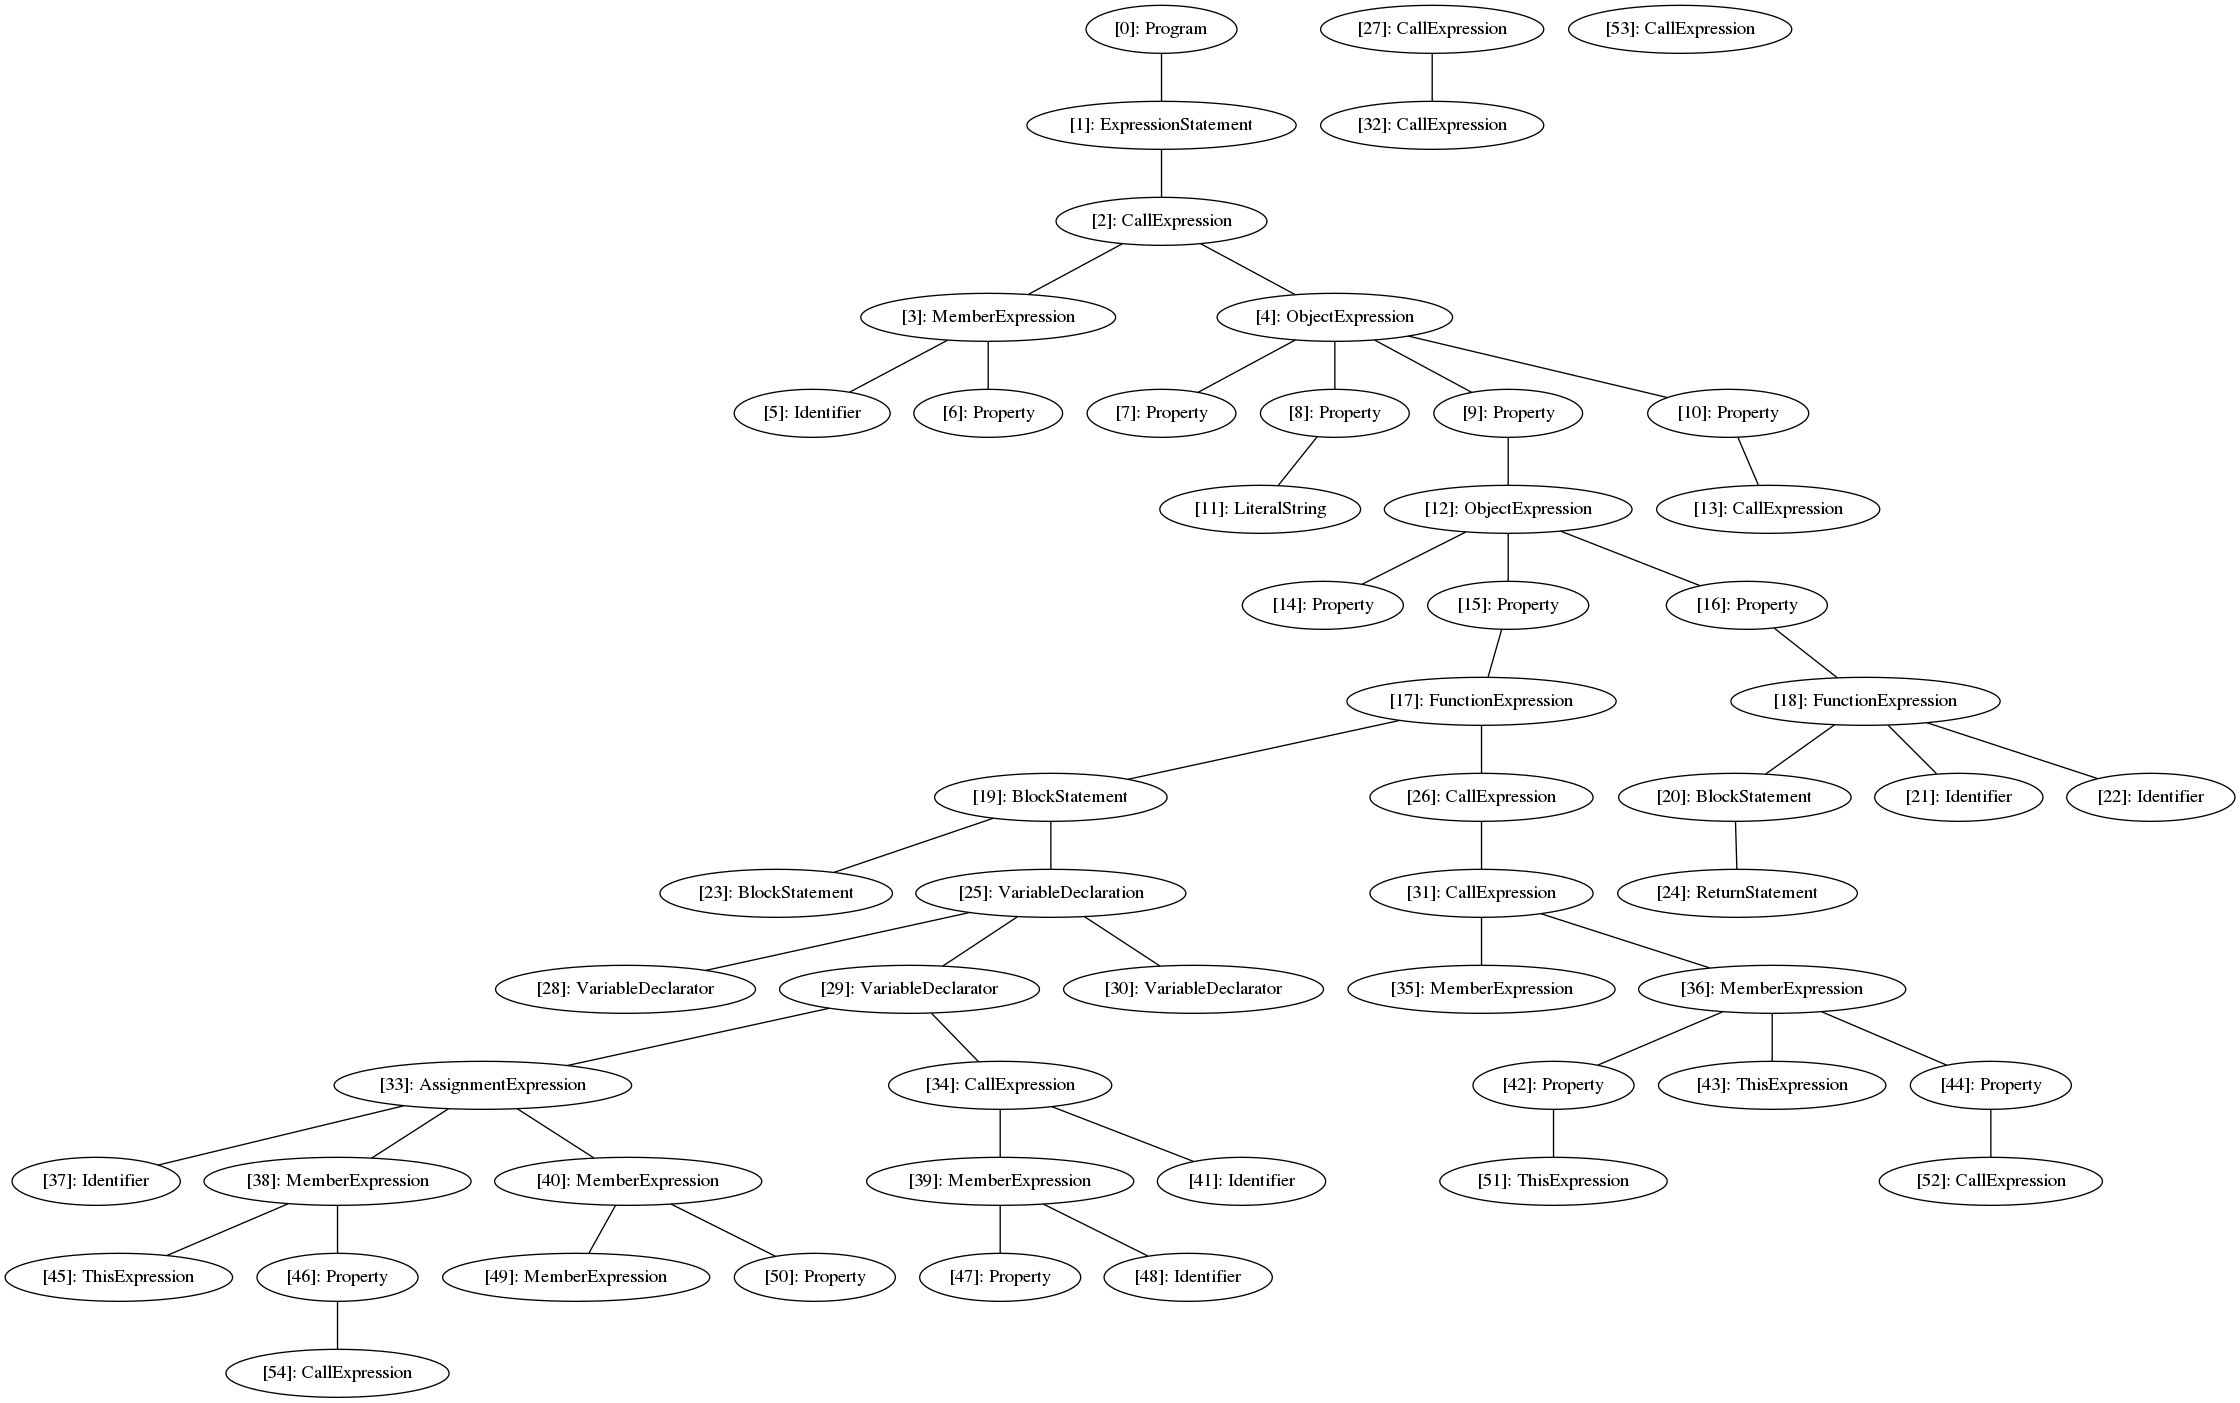 [0]: Program
[27]: CallExpression
[53]: CallExpression
[1]: ExpressionStatement
[32]: CallExpression
[2]: CallExpression
[3]: MemberExpression
[4]: ObjectExpression
[5]: Identifier
[6]: Property
[7]: Property
[8]: Property
[9]: Property
[10]: Property
[11]: LiteralString
[12]: ObjectExpression
[13]: CallExpression
[14]: Property
[15]: Property
[16]: Property
[17]: FunctionExpression
[18]: FunctionExpression
[19]: BlockStatement
[26]: CallExpression
[20]: BlockStatement
[21]: Identifier
[22]: Identifier
[23]: BlockStatement
[25]: VariableDeclaration
[31]: CallExpression
[24]: ReturnStatement
[28]: VariableDeclarator
[29]: VariableDeclarator
[30]: VariableDeclarator
[35]: MemberExpression
[36]: MemberExpression
[33]: AssignmentExpression
[34]: CallExpression
[42]: Property
[43]: ThisExpression
[44]: Property
[37]: Identifier
[38]: MemberExpression
[40]: MemberExpression
[39]: MemberExpression
[41]: Identifier
[51]: ThisExpression
[52]: CallExpression
[45]: ThisExpression
[46]: Property
[49]: MemberExpression
[50]: Property
[47]: Property
[48]: Identifier
[54]: CallExpression